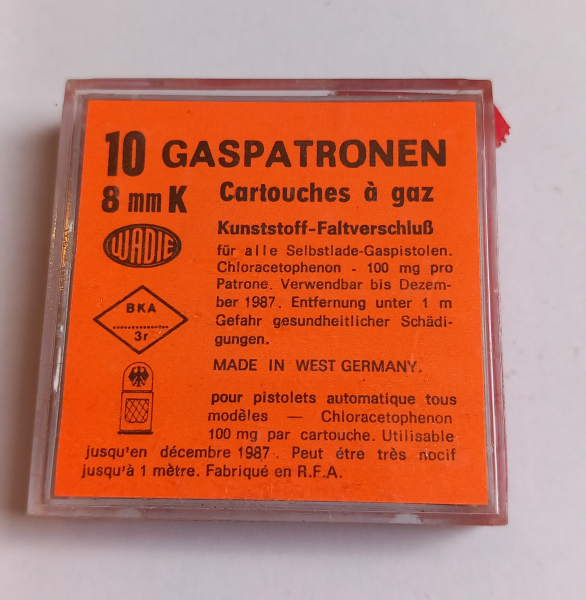 10 GASPATRONEN
8 mm K Cartouches à gaz
WADIE
BKA
3r
Kunststoff-Faltverschluß
für alle Selbstlade-Gaspistolen.
Chloracetophenon - 100 mg pro
Patrone. Verwendbar bis Dezem-
ber 1987. Entfernung unter 1 m
Gefahr gesundheitlicher Schädi-
gungen.
MADE IN WEST GERMANY.
pour pistolets automatique tous
modèles — Chloracetophenon
100 mg par cartouche. Utilisable
jusqu'en décembre 1987. Peut étre très nocif
jusqu'à 1 mètre. Fabriqué en R.F.A.